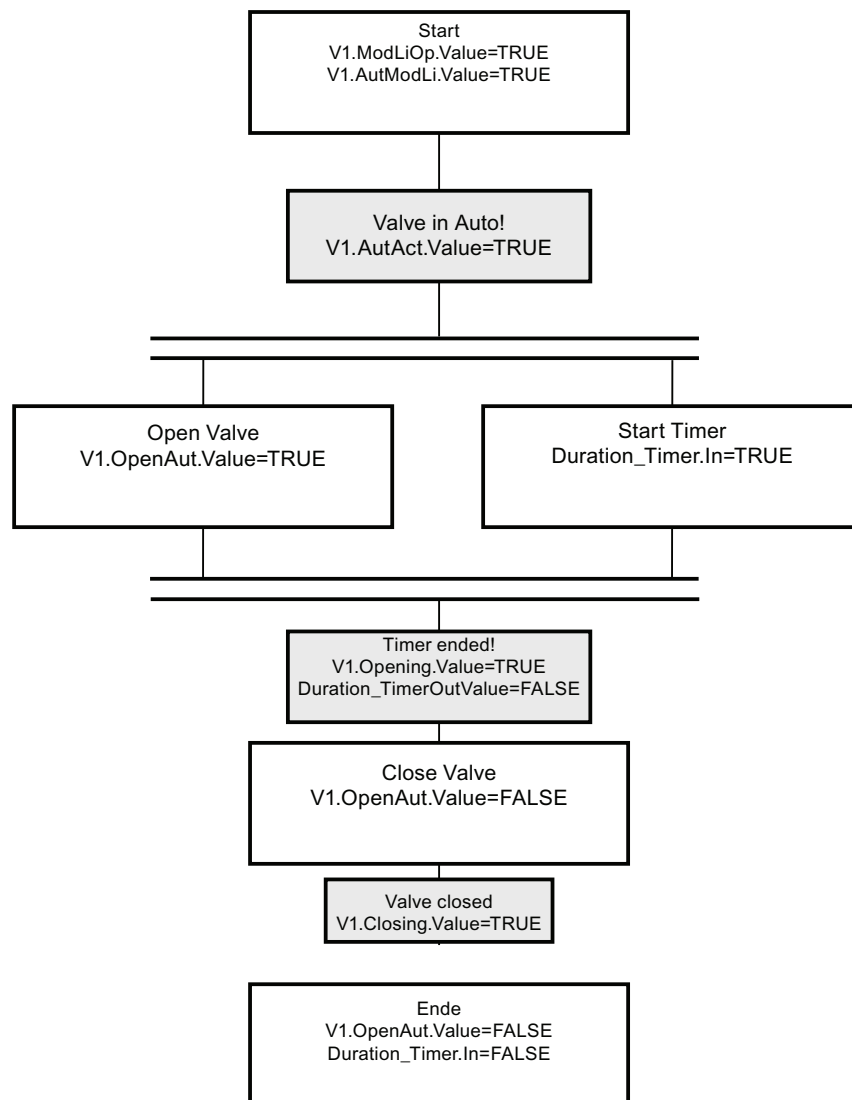 Start
V1.ModLiOp.Value=TRUE
V1.AutModLi.Value=TRUE
Valve in Auto!
V1.AutAct.Value=TRUE
Open Valve
V1.OpenAut.Value=TRUE
Start Timer
Duration_Timer.In=TRUE
Timer ended!
V1.Opening.Value=TRUE
Duration_TimerOutValue=FALSE
Close Valve
V1.OpenAut.Value=FALSE
Valve closed
V1.Closing.Value=TRUE
Ende
V1.OpenAut.Value=FALSE
Duration_Timer.In=FALSE